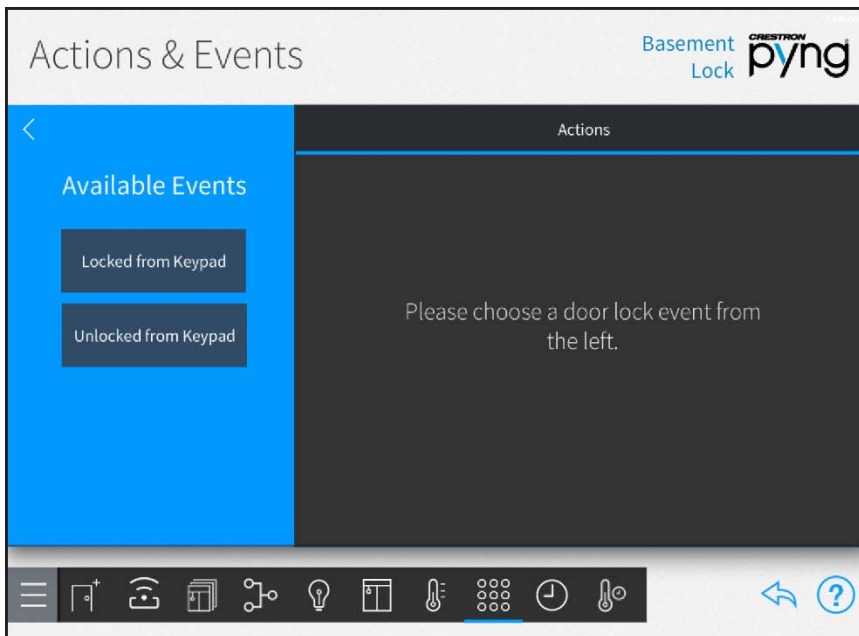 Actions & Events
Basement
Lock
CRESTRON
pyng
Actions
Available Events
Locked from Keypad
Unlocked from Keypad
Please choose a door lock event from
the left.
?